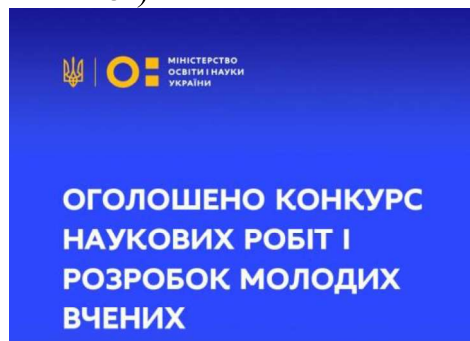 МІНІСТЕРСТВО
ОСВІТИ І НАУКИ
УКРАЇНИ
ОГОЛОШЕНО КОНКУРС
НАУКОВИХ РОБІТ І
РОЗРОБОК МОЛОДИХ
ВЧЕНИХ